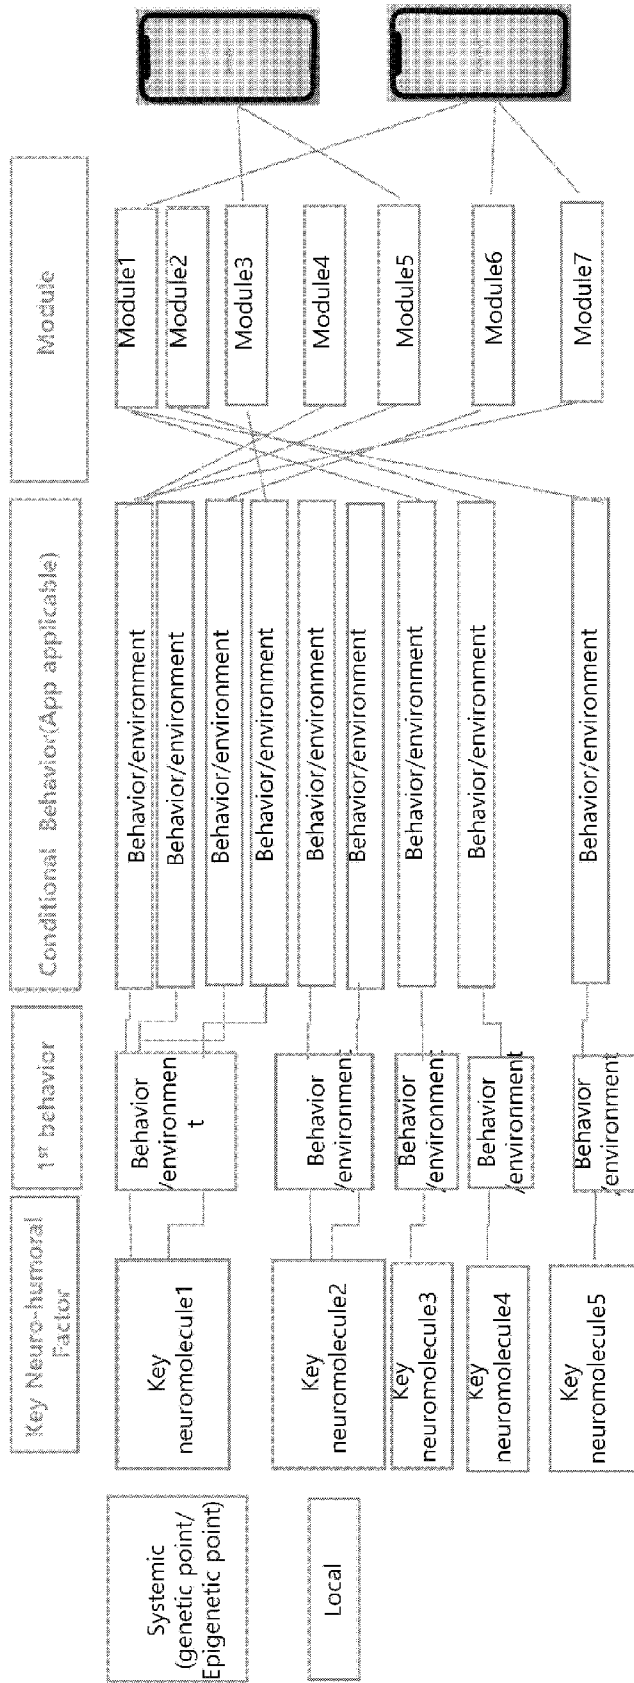 Key Neuro-humoral
Factor
1st behavior
Conditional Behavior(App applicable)
Module
Systemic
(genetic point/
Epigenetic point)
Local
Key
neuromolecule1
Key
neuromolecule2
Key
neuromolecule3
Key
neuromolecule4
Key
neuromolecule5
Behavior
/environmen
t
Behavior
/environment
Behavior
/environment
Behavior
/environment
Behavior
/environment
Behavior/environment
Behavior/environment
Behavior/environment
Behavior/environment
Behavior/environment
Behavior/environment
Behavior/environment
Behavior/environment
Behavior/environment
Module1
Module2
Module3
Module4
Module5
Module6
Module7